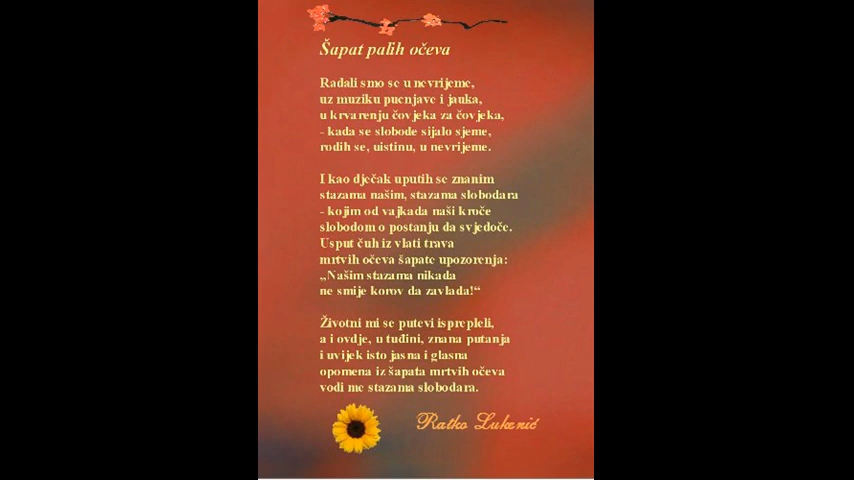 Šapat palih očeva
Rađali smo se u nevrijeme,
uz muziku pucnjave i jauka,
u krvarenju čovjeka za čovjeka,
- kada se slobode sijalo sjeme,
rodih se, uistinu, u nevrijeme.
I kao dječak uputih se znanim
stazama našim, stazama slobodara
- kojim od vajkada naši kroče
slobodom o postanju da svjedoče.
Usput čuh iz vlati trava
mrtvih očeva šapate upozorenja:
„Našim stazama nikada
ne smije korov da zavlada!“
Životni mi se putevi isprepleli,
a i ovdje, u tuđini, znana putanja
i uvijek isto jasna i glasna
opomena iz šapata mrtvih očeva
vodi me stazama slobodara.
Ratko Lukenić